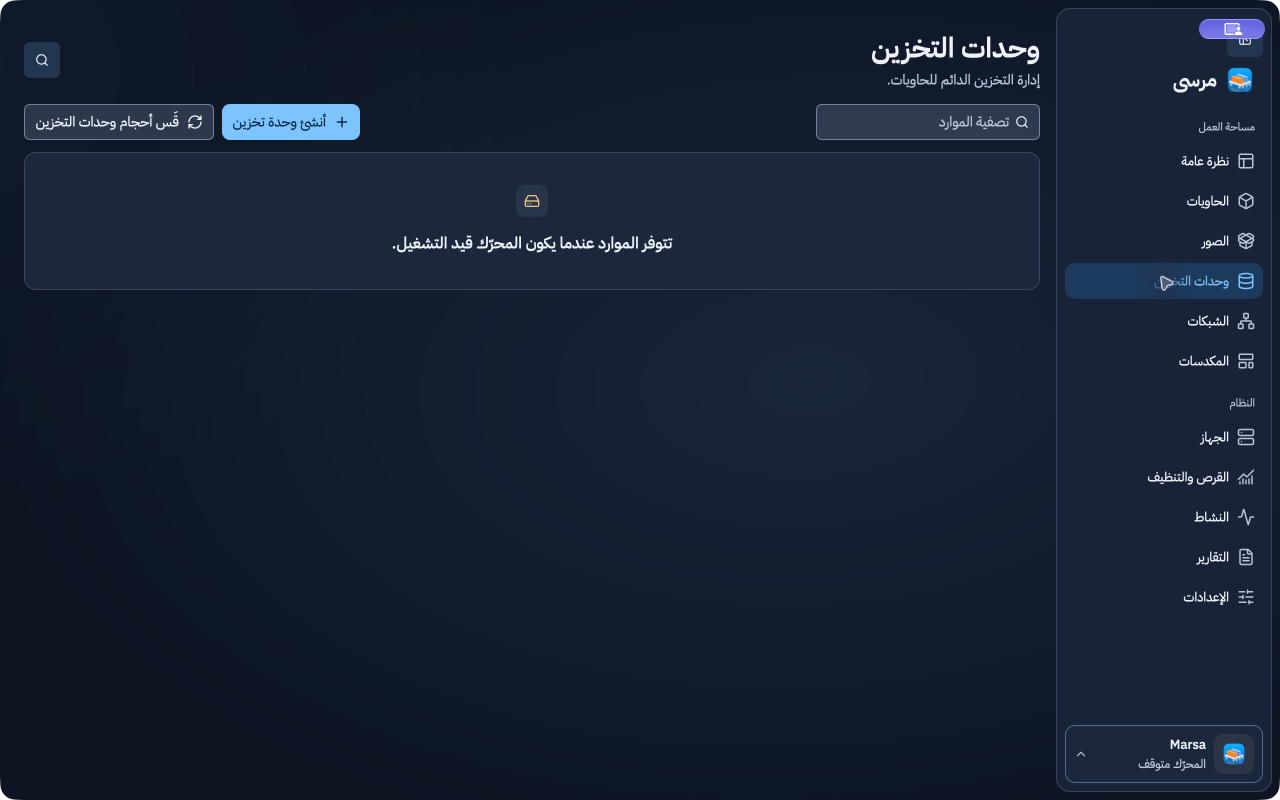 مرسى
مساحة العمل
نظرة عامة
الحاويات
الصور
وحدات
الشبكات
المكدسات
النظام
الجهاز
القرص والتنظيف
النشاط
التقارير
الإعدادات
Marsa
المحرّك متوقف
وحدات التخزين
إدارة التخزين الدائم للحاويات.
تصفية الموارد
أنشئ وحدة تخزين
قِّس أحجام وحدات التخزين
تتوفر الموارد عندما يكون المحرّك قيد التشغيل.